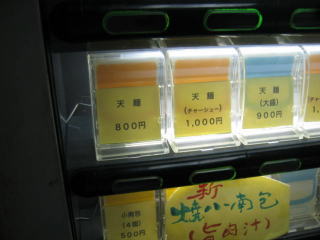 天麺
800円
天麺
(チャーシュー)
1,000円
天麺
(大盛)
900円
小南包
(4個)
500円
新
焼小南包
(旨肉汁)